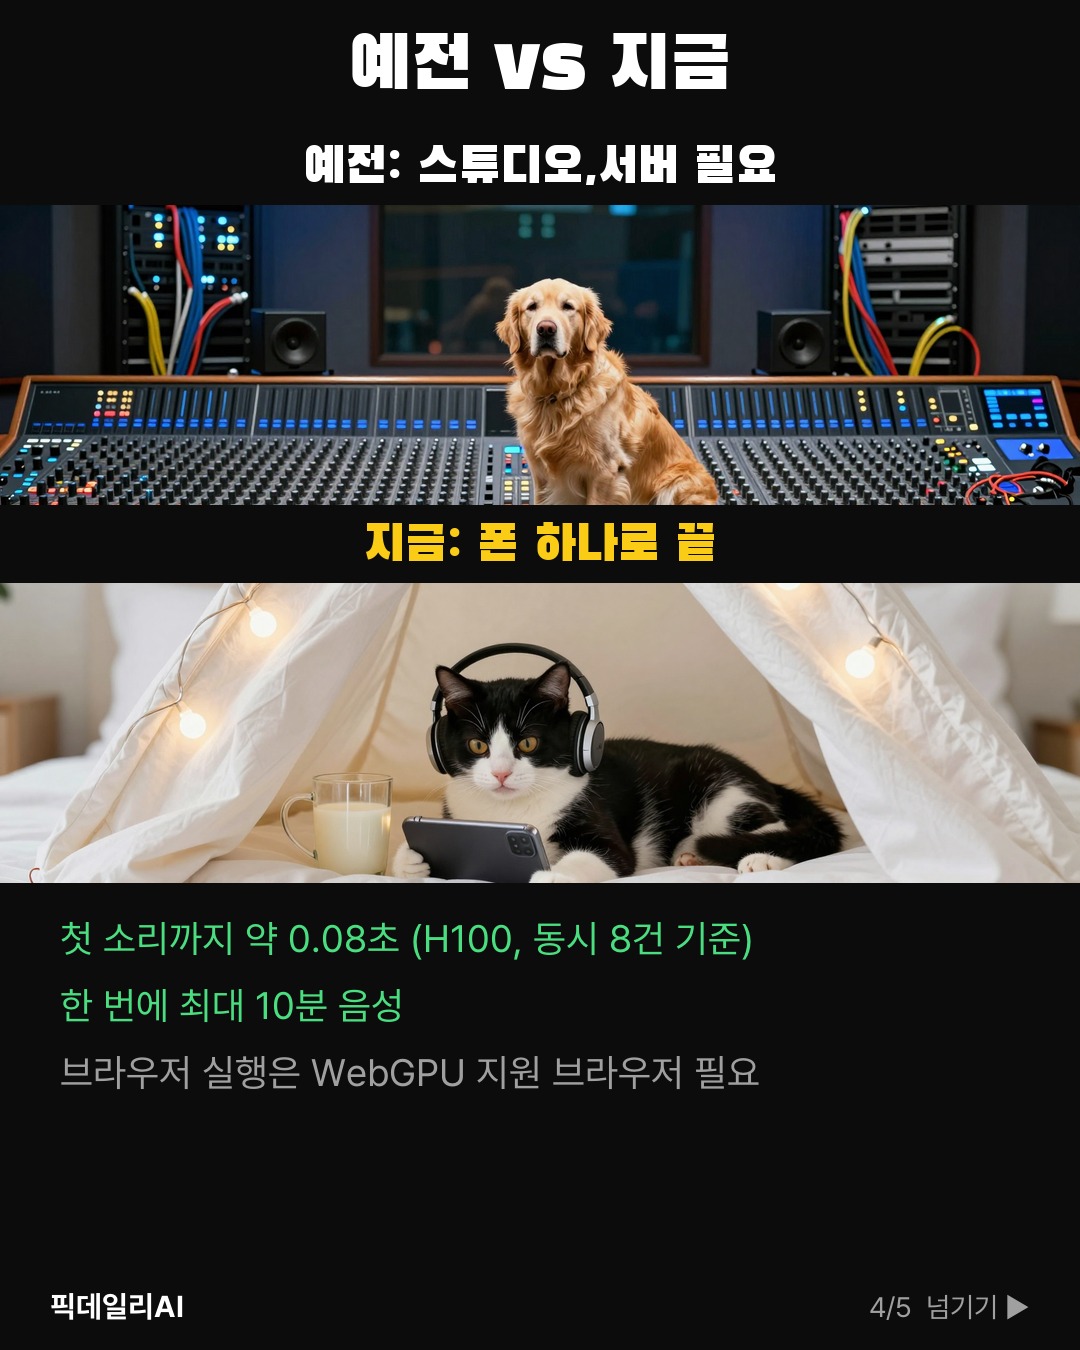 예전 vs 지금
예전: 스튜디오,서버 필요
지금: 폰 하나로 끝
첫 소리까지 약 0.08초 (H100, 동시 8건 기준)
한 번에 최대 10분 음성
브라우저 실행은 WebGPU 지원 브라우저 필요
픽데일리AI
4/5 넘기기 ▶